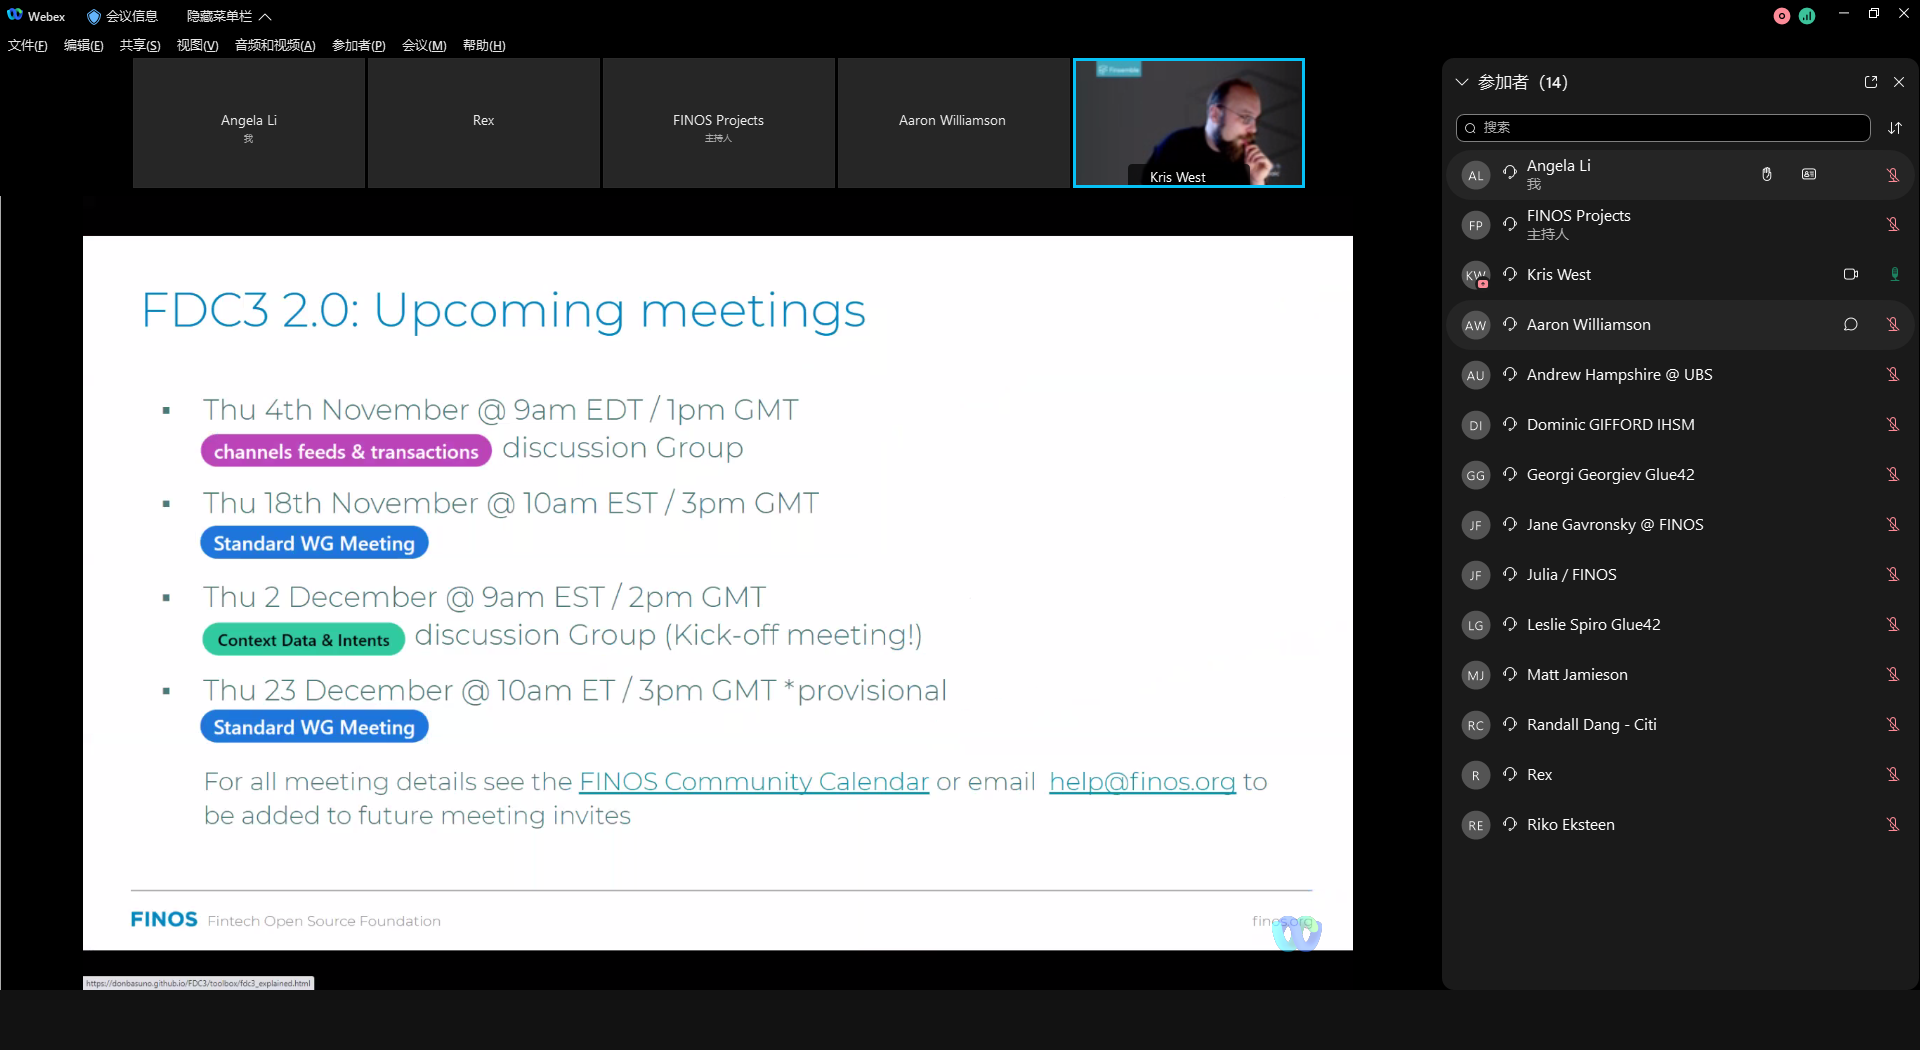 Webex
会议信息
隐藏菜单栏
文件(F) 编辑(E) 共享(S) 视图(V) 音频和视频(A) 参加者(P) 会议(M) 帮助(H)
Angela Li
我
Rex
FINOS Projects
主持人
Aaron Williamson
Kris West
FDC3 2.0: Upcoming meetings
Thu 4th November @ 9am EDT / 1pm GMT
channels feeds & transactions discussion Group
Thu 18th November @ 10am EST / 3pm GMT
Standard WG Meeting
Thu 2 December @ 9am EST / 2pm GMT
Context Data & Intents discussion Group (Kick-off meeting!)
Thu 23 December @ 10am ET / 3pm GMT *provisional
Standard WG Meeting
For all meeting details see the FINOS Community Calendar or email help@finos.org to
be added to future meeting invites
FINOS Fintech Open Source Foundation
finos.org
https://donbasuno.github.io/FDC3/toolbox/fdc3_explained.html
参加者（14）
搜索
AL Angela Li
我
FP FINOS Projects
主持人
KW Kris West
AW Aaron Williamson
AU Andrew Hampshire @ UBS
DI Dominic GIFFORD IHSM
GG Georgi Georgiev Glue42
JF Jane Gavronsky @ FINOS
JF Julia / FINOS
LG Leslie Spiro Glue42
MJ Matt Jamieson
RC Randall Dang - Citi
R Rex
RE Riko Eksteen